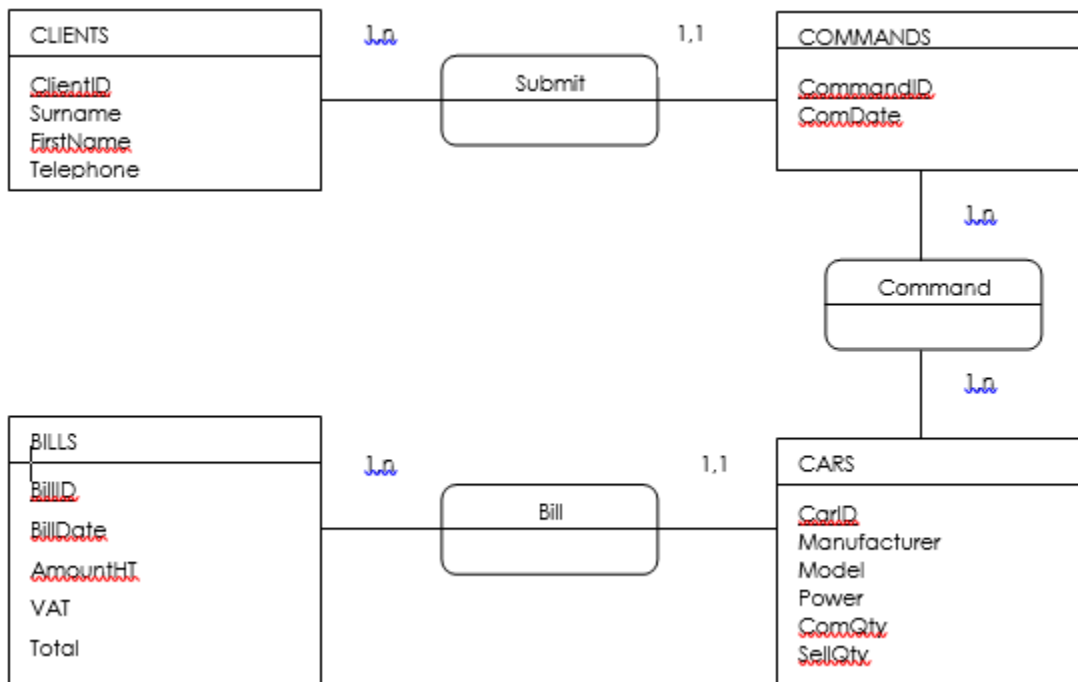 CLIENTS
ClientID
Surname
FirstName
Telephone
1,n
Submit
1,1
COMMANDS
CommandID
ComDate
1,n
Command
1,n
BILLS
BillID
BillDate
AmountHT
VAT
Total
1,n
Bill
1,1
CARS
CarID
Manufacturer
Model
Power
ComQty
SellQty